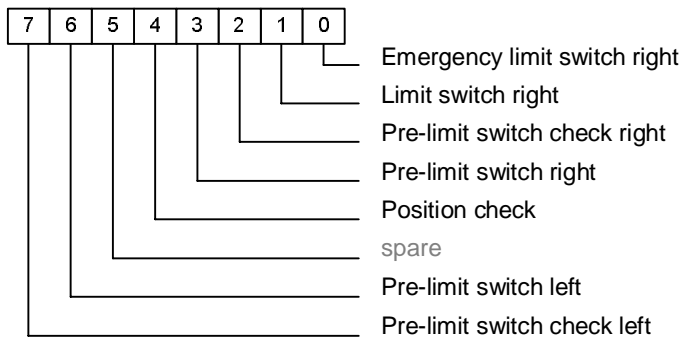 7 6 5 4 3 2 1 0
Emergency limit switch right
Limit switch right
Pre-limit switch check right
Pre-limit switch right
Position check
spare
Pre-limit switch left
Pre-limit switch check left